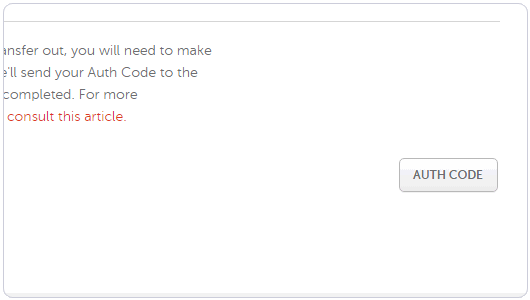 ansfer out, you will need to make
e'll send your Auth Code to the
completed. For more
consult this article.
AUTH CODE